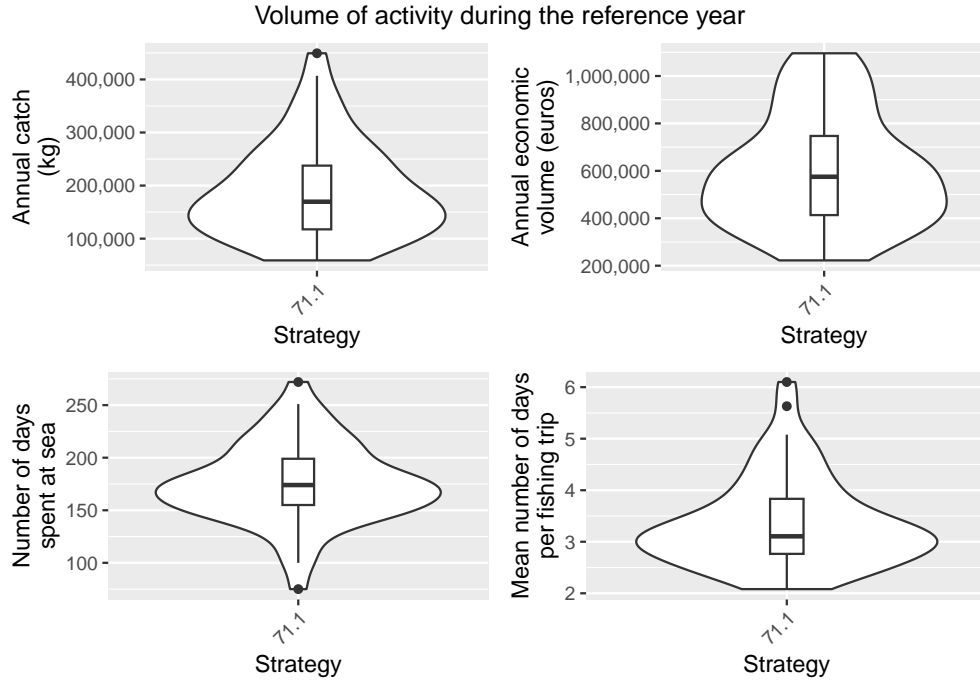 Volume of activity during the reference year
Annual catch
(kg)
400,000
300,000
200,000
100,000
71.1
Strategy
Annual economic
volume (euros)
1,000,000
800,000
600,000
400,000
200,000
71.1
Strategy
Number of days
spent at sea
250
200
150
100
71.1
Strategy
Mean number of days
per fishing trip
6
5
4
3
2
71.1
Strategy